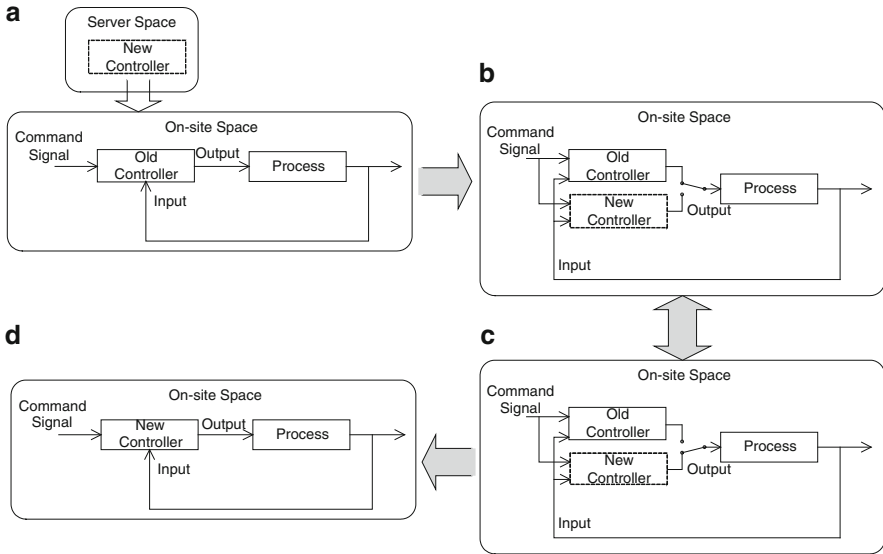 a
Server Space
New
Controller
On-site Space
Command
Signal
Old
Controller
Output
Process
Input
b
On-site Space
Command
Signal
Old
Controller
New
Controller
Output
Process
Input
d
On-site Space
Command
Signal
New
Controller
Output
Process
Input
c
On-site Space
Command
Signal
Old
Controller
New
Controller
Output
Process
Input